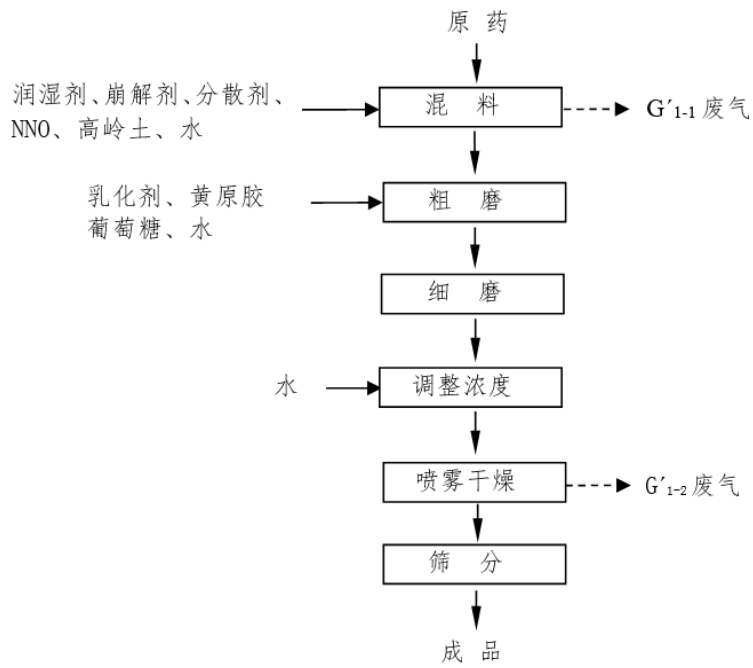 原 药
润湿剂、崩解剂、分散剂、
NNO、高岭土、水
混 料
G′1-1 废气
乳化剂、黄原胶
葡萄糖、水
粗 磨
细 磨
水
调整浓度
喷雾干燥
G′1-2 废气
筛 分
成 品